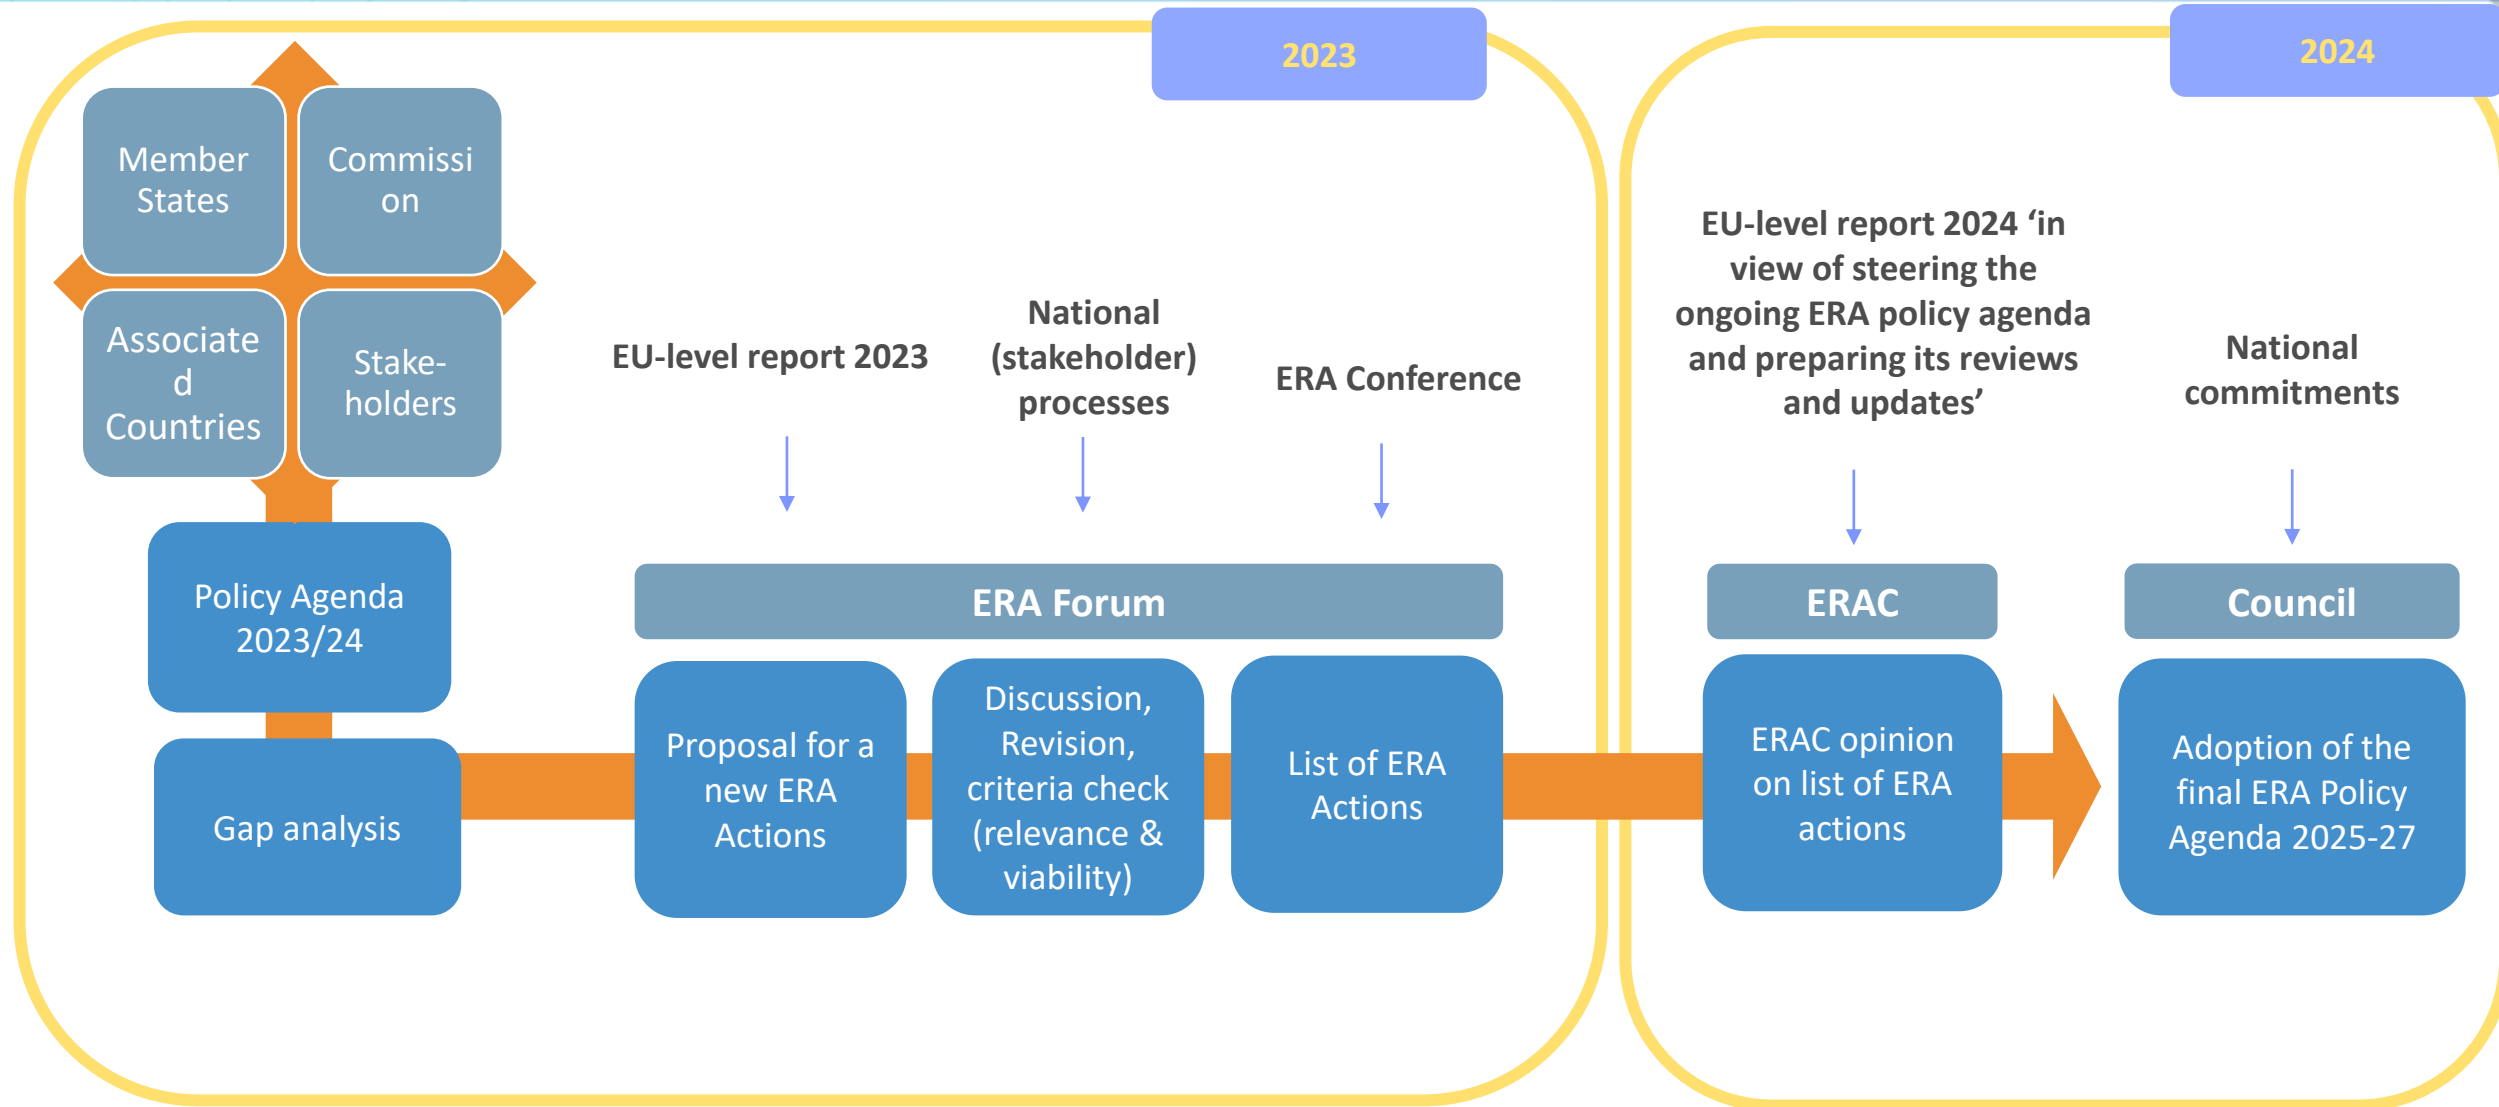 2023
2024
Member
States
Commissi
on
Associate
d
Countries
Stake-
holders
Policy Agenda
2023/24
Gap analysis
EU-level report 2023
National
(stakeholder)
processes
ERA Conference
ERA Forum
Proposal for a
new ERA
Actions
Discussion,
Revision,
criteria check
(relevance &
viability)
List of ERA
Actions
EU-level report 2024 ‘in
view of steering the
ongoing ERA policy agenda
and preparing its reviews
and updates’
ERAC
ERAC opinion
on list of ERA
actions
National
commitments
Council
Adoption of the
final ERA Policy
Agenda 2025-27